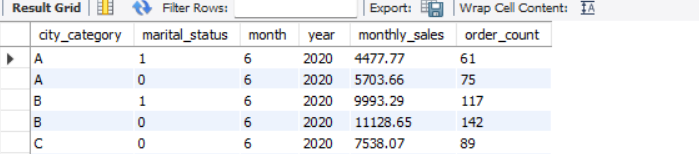 Result Grid Filter Rows: Export: Wrap Cell Content: IA
city_category marital_status month year monthly_sales order_count
A 1 6 2020 4477.77 61
A 0 6 2020 5703.66 75
B 1 6 2020 9993.29 117
B 0 6 2020 11128.65 142
C 0 6 2020 7538.07 89